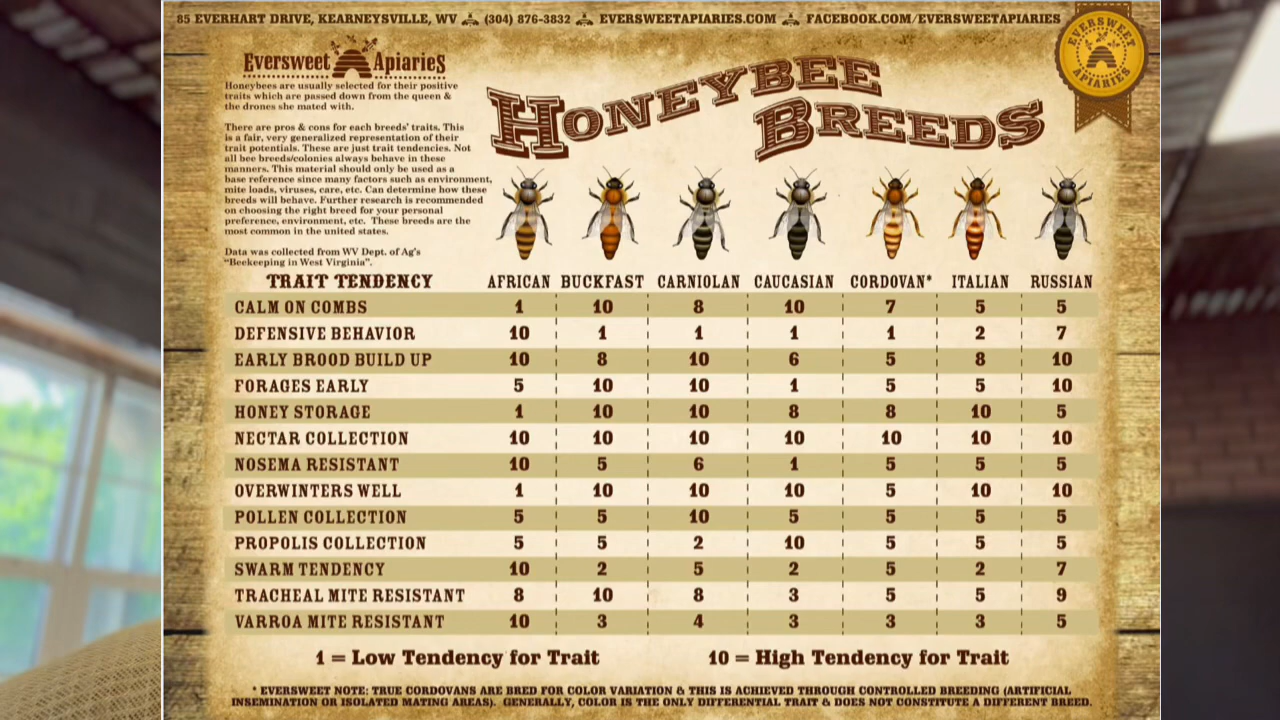 85 EVERHART DRIVE, KEARNEYSVILLE, WV (304) 876-3832 EVERSWEETAPIARIES.COM FACEBOOK.COM/EVERSWEETAPIARIES
EVERSWEET
APIARIES
Eversweet Apiaries
HONEYBEE
BREEDS
Honeybees are usually selected for their positive
traits which are passed down from the queen &
the drones she mated with.
There are pros & cons for each breeds' traits. This
is a fair, very generalized representation of their
trait potentials. These are just trait tendencies. Not
all bee breeds/colonies always behave in these
manners. This material should only be used as a
base reference since many factors such as environment,
mite loads, viruses, care, etc. Can determine how these
breeds will behave. Further research is recommended
on choosing the right breed for your personal
preference, environment, etc. These breeds are the
most common in the united states.
Data was collected from WV Dept. of Ag's
"Beekeeping in West Virginia".
TRAIT TENDENCY AFRICAN BUCKFAST CARNIOLAN CAUCASIAN CORDOVAN* ITALIAN RUSSIAN
CALM ON COMBS 1 10 8 10 7 5 5
DEFENSIVE BEHAVIOR 10 1 1 1 1 2 7
EARLY BROOD BUILD UP 10 8 10 6 5 8 10
FORAGES EARLY 5 10 10 1 5 5 10
HONEY STORAGE 1 10 10 8 8 10 5
NECTAR COLLECTION 10 10 10 10 10 10 10
NOSEMA RESISTANT 10 5 6 1 5 5 5
OVERWINTERS WELL 1 10 10 10 5 10 10
POLLEN COLLECTION 5 5 10 5 5 5 5
PROPOLIS COLLECTION 5 5 2 10 5 5 5
SWARM TENDENCY 10 2 5 2 5 2 7
TRACHEAL MITE RESISTANT 8 10 8 3 5 5 9
VARROA MITE RESISTANT 10 3 4 3 3 3 5
1 = Low Tendency for Trait 10 = High Tendency for Trait
* EVERSWEET NOTE: TRUE CORDOVANS ARE BRED FOR COLOR VARIATION & THIS IS ACHIEVED THROUGH CONTROLLED BREEDING (ARTIFICIAL
INSEMINATION OR ISOLATED MATING AREAS). GENERALLY, COLOR IS THE ONLY DIFFERENTIAL TRAIT & DOES NOT CONSTITUTE A DIFFERENT BREED.